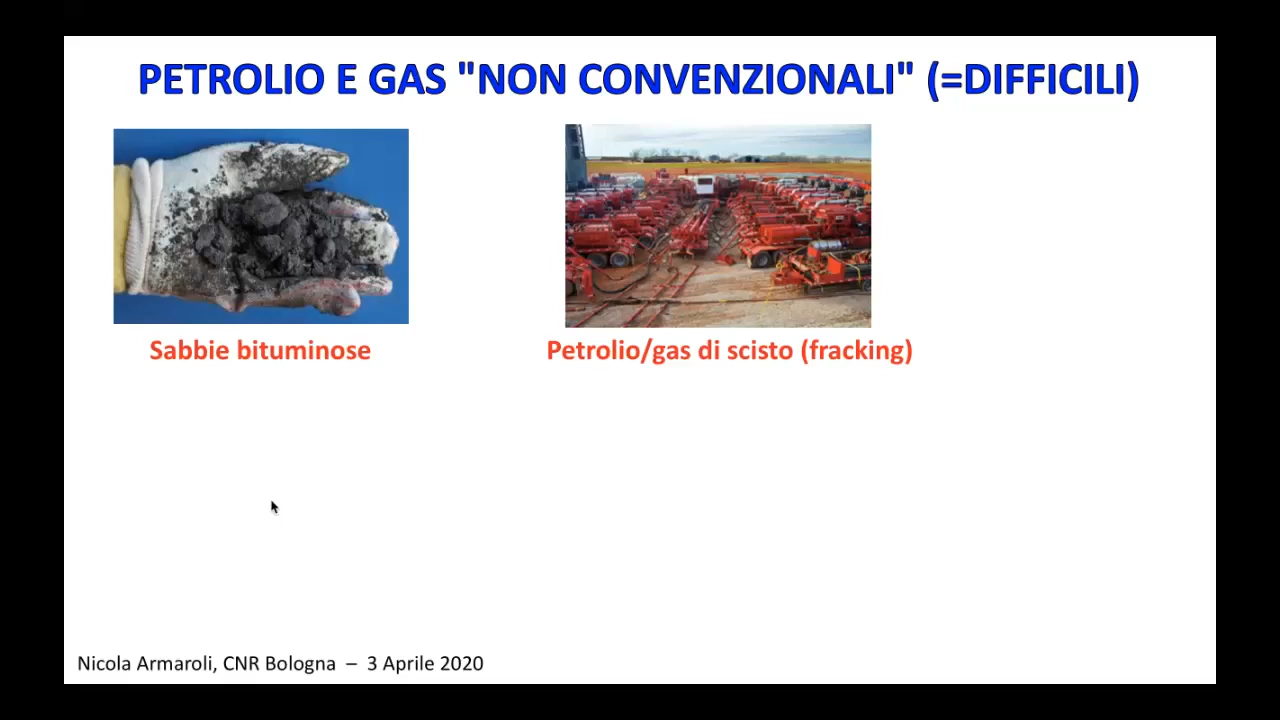 PETROLIO E GAS "NON CONVENZIONALI" (=DIFFICILI)
Sabbie bituminose
Petrolio/gas di scisto (fracking)
Nicola Armaroli, CNR Bologna – 3 Aprile 2020